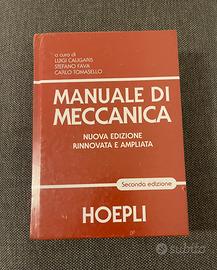 a cura di
LUIGI CALIGARIS
STEFANO FAVA
CARLO TOMASELLO
MANUALE DI
MECCANICA
NUOVA EDIZIONE
RINNOVATA E AMPLIATA
Seconda edizione
HOEPLI
subito